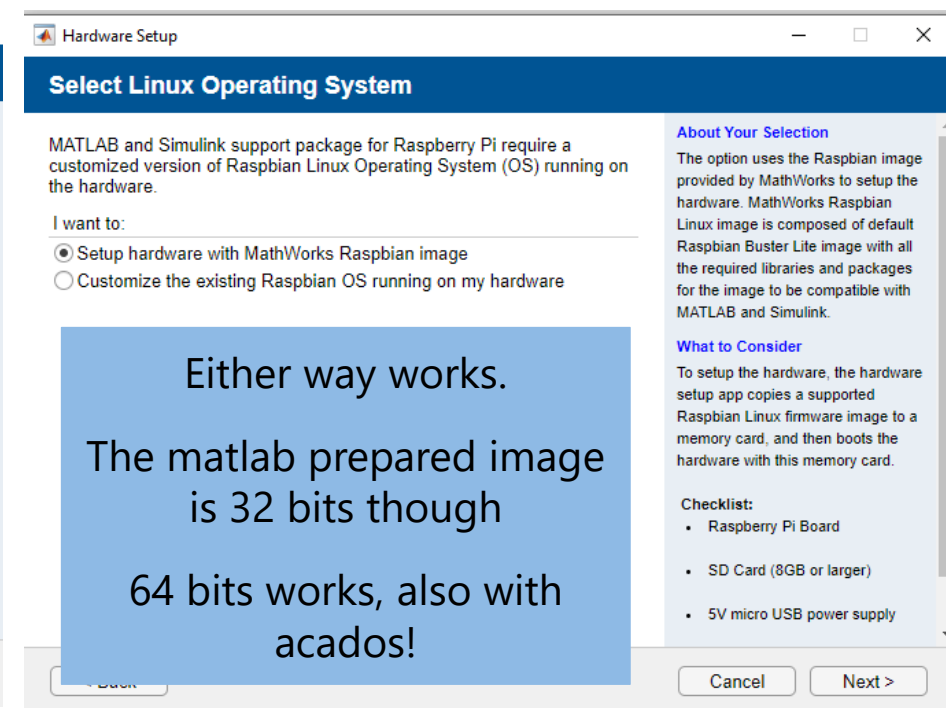 Hardware Setup
Select Linux Operating System
MATLAB and Simulink support package for Raspberry Pi require a
customized version of Raspbian Linux Operating System (OS) running on
the hardware.
I want to:
Setup hardware with MathWorks Raspbian image
Customize the existing Raspbian OS running on my hardware
Either way works.
The matlab prepared image
is 32 bits though
64 bits works, also with
acados!
About Your Selection
The option uses the Raspbian image
provided by MathWorks to setup the
hardware. MathWorks Raspbian
Linux image is composed of default
Raspbian Buster Lite image with all
the required libraries and packages
for the image to be compatible with
MATLAB and Simulink.
What to Consider
To setup the hardware, the hardware
setup app copies a supported
Raspbian Linux firmware image to a
memory card, and then boots the
hardware with this memory card.
Checklist:
• Raspberry Pi Board
• SD Card (8GB or larger)
• 5V micro USB power supply
< Back
Cancel
Next >